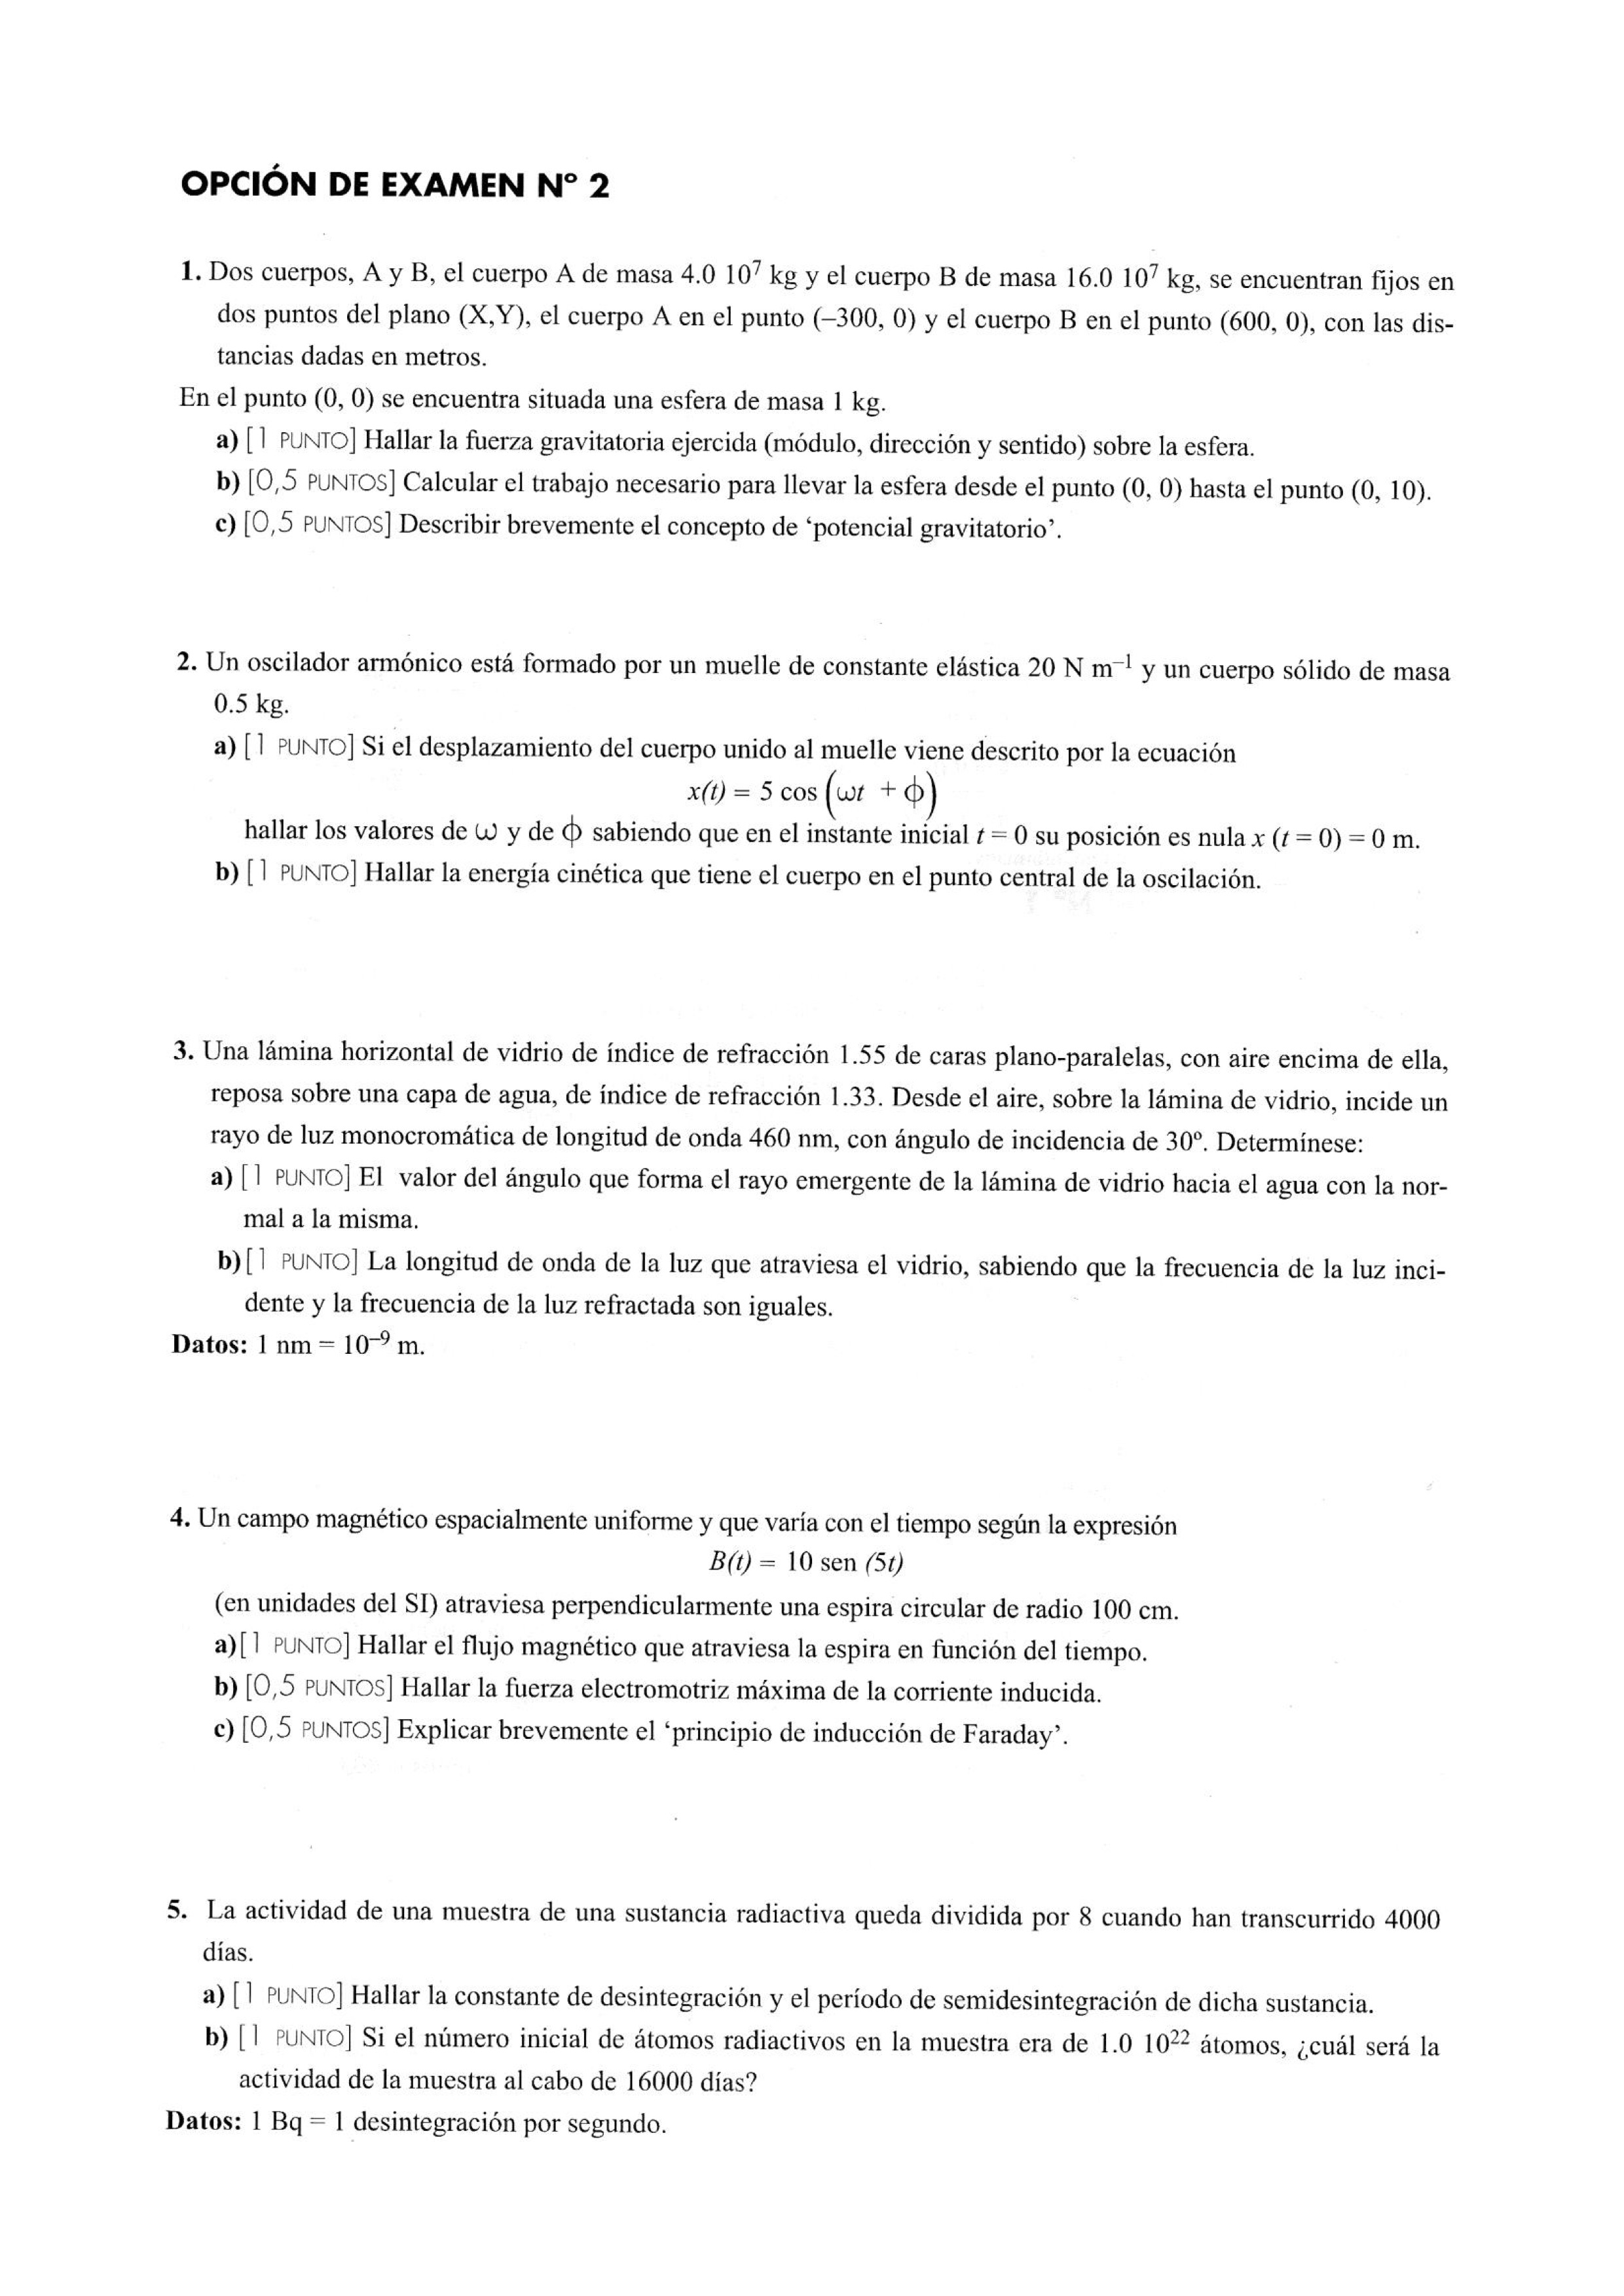 OPCIÓN DE EXAMEN Nº 2
1. Dos cuerpos, A y B, el cuerpo A de masa 4.0 10⁷ kg y el cuerpo B de masa 16.0 10⁷ kg, se encuentran fijos en
dos puntos del plano (X,Y), el cuerpo A en el punto (–300, 0) y el cuerpo B en el punto (600, 0), con las dis-
tancias dadas en metros.
En el punto (0, 0) se encuentra situada una esfera de masa 1 kg.
a) [1 PUNTO] Hallar la fuerza gravitatoria ejercida (módulo, dirección y sentido) sobre la esfera.
b) [0,5 PUNTOS] Calcular el trabajo necesario para llevar la esfera desde el punto (0, 0) hasta el punto (0, 10).
c) [0,5 PUNTOS] Describir brevemente el concepto de ‘potencial gravitatorio’.
2. Un oscilador armónico está formado por un muelle de constante elástica 20 N m⁻¹ y un cuerpo sólido de masa
0.5 kg.
a) [1 PUNTO] Si el desplazamiento del cuerpo unido al muelle viene descrito por la ecuación
x(t) = 5 cos (ωt + ϕ)
hallar los valores de ω y de ϕ sabiendo que en el instante inicial t = 0 su posición es nula x (t = 0) = 0 m.
b) [1 PUNTO] Hallar la energía cinética que tiene el cuerpo en el punto central de la oscilación.
3. Una lámina horizontal de vidrio de índice de refracción 1.55 de caras plano-paralelas, con aire encima de ella,
reposa sobre una capa de agua, de índice de refracción 1.33. Desde el aire, sobre la lámina de vidrio, incide un
rayo de luz monocromática de longitud de onda 460 nm, con ángulo de incidencia de 30º. Determínese:
a) [1 PUNTO] El valor del ángulo que forma el rayo emergente de la lámina de vidrio hacia el agua con la nor-
mal a la misma.
b) [1 PUNTO] La longitud de onda de la luz que atraviesa el vidrio, sabiendo que la frecuencia de la luz inci-
dente y la frecuencia de la luz refractada son iguales.
Datos: 1 nm = 10⁻⁹ m.
4. Un campo magnético espacialmente uniforme y que varía con el tiempo según la expresión
B(t) = 10 sen (5t)
(en unidades del SI) atraviesa perpendicularmente una espira circular de radio 100 cm.
a) [1 PUNTO] Hallar el flujo magnético que atraviesa la espira en función del tiempo.
b) [0,5 PUNTOS] Hallar la fuerza electromotriz máxima de la corriente inducida.
c) [0,5 PUNTOS] Explicar brevemente el ‘principio de inducción de Faraday’.
5. La actividad de una muestra de una sustancia radiactiva queda dividida por 8 cuando han transcurrido 4000
días.
a) [1 PUNTO] Hallar la constante de desintegración y el período de semidesintegración de dicha sustancia.
b) [1 PUNTO] Si el número inicial de átomos radiactivos en la muestra era de 1.0 10²² átomos, ¿cuál será la
actividad de la muestra al cabo de 16000 días?
Datos: 1 Bq = 1 desintegración por segundo.